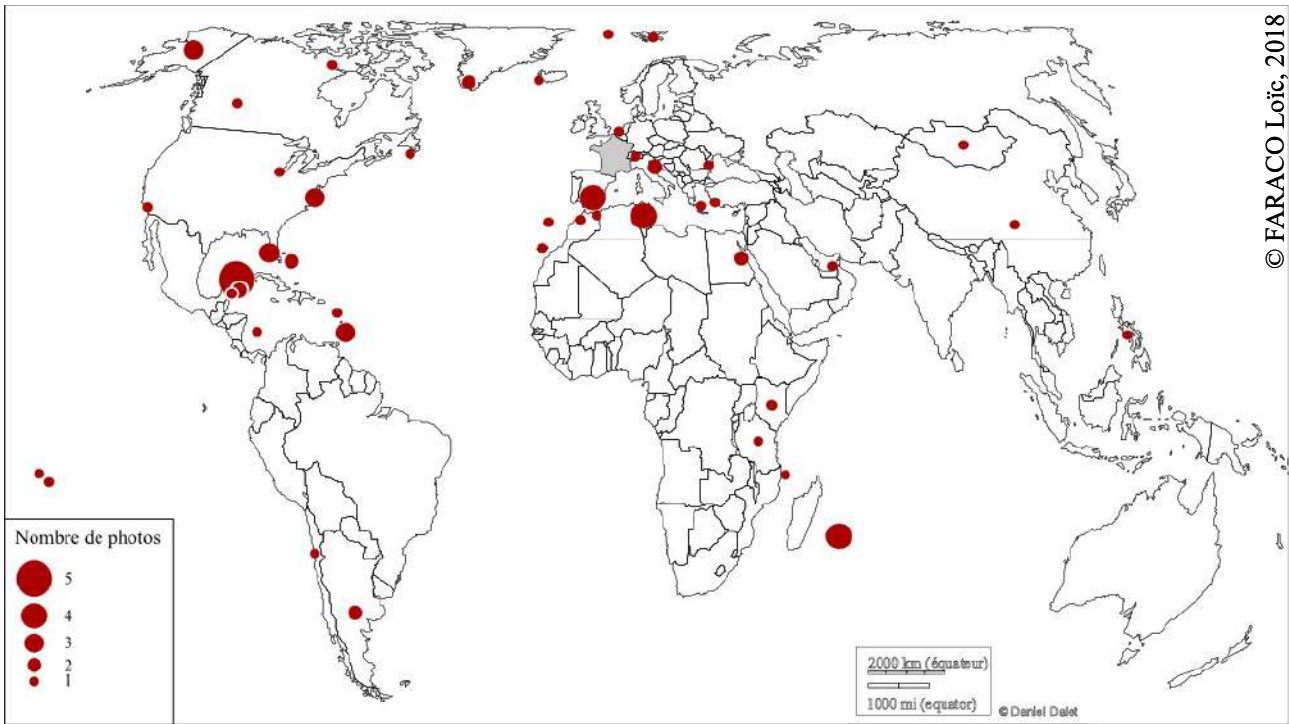 © FARACO Loïc, 2018
Nombre de photos
5
4
3
2
1
2000 km (équateur)
1000 mi (equator)
© Daniel Dalet